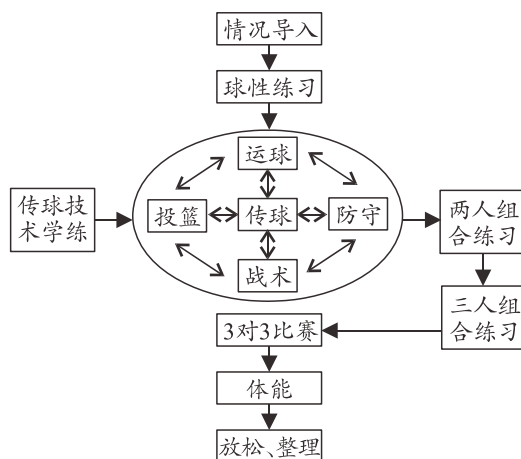 情况导入
球性练习
运球
传球技
术学练
投篮
传球
防守
战术
两人组
合练习
三人组
合练习
3对3比赛
体能
放松、整理